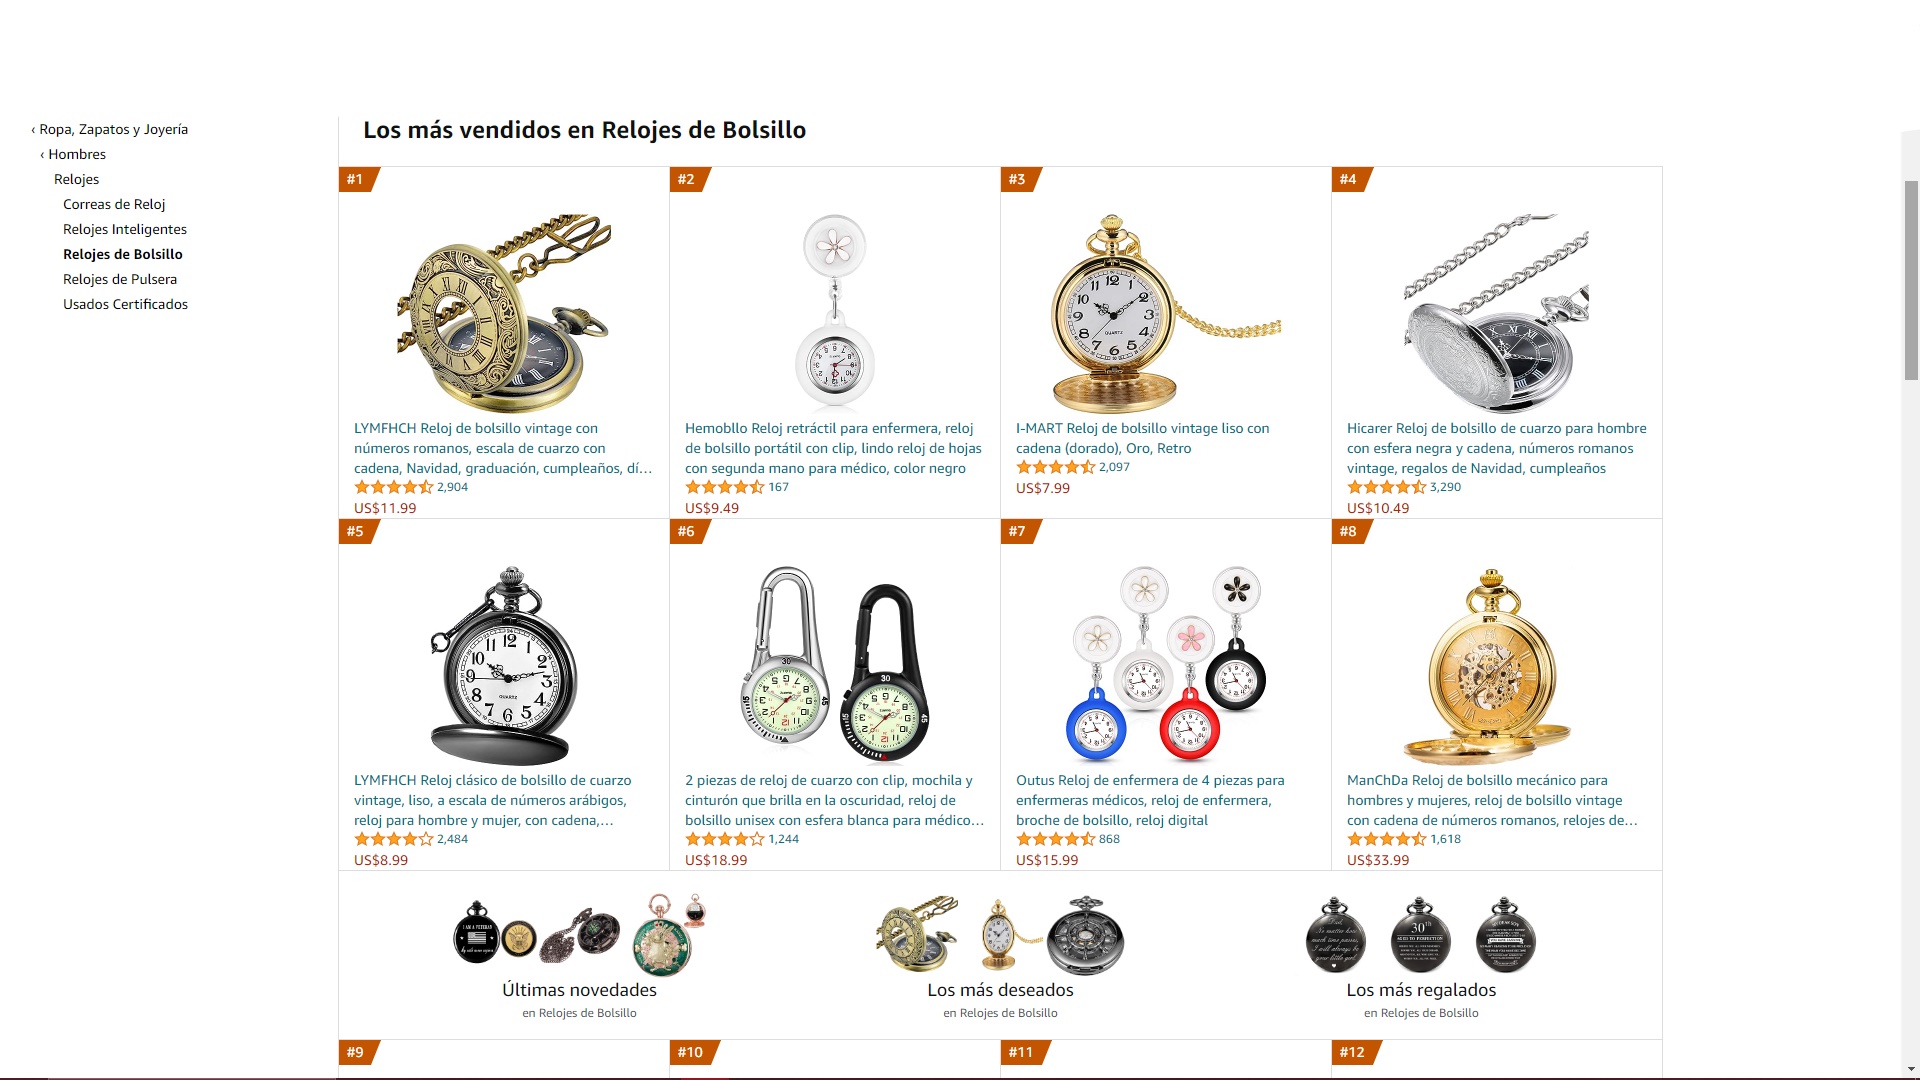 ‹ Ropa, Zapatos y Joyería
‹ Hombres
Relojes
Correas de Reloj
Relojes Inteligentes
Relojes de Bolsillo
Relojes de Pulsera
Usados Certificados
Los más vendidos en Relojes de Bolsillo
#1
LYMFHCH Reloj de bolsillo vintage con
números romanos, escala de cuarzo con
cadena, Navidad, graduación, cumpleaños, dí…
2,904
US$11.99
#2
Hemobllo Reloj retráctil para enfermera, reloj
de bolsillo portátil con clip, lindo reloj de hojas
con segunda mano para médico, color negro
167
US$9.49
#3
I-MART Reloj de bolsillo vintage liso con
cadena (dorado), Oro, Retro
2,097
US$7.99
#4
Hicarer Reloj de bolsillo de cuarzo para hombre
con esfera negra y cadena, números romanos
vintage, regalos de Navidad, cumpleaños
3,290
US$10.49
#5
LYMFHCH Reloj clásico de bolsillo de cuarzo
vintage, liso, a escala de números arábigos,
reloj para hombre y mujer, con cadena,…
2,484
US$8.99
#6
2 piezas de reloj de cuarzo con clip, mochila y
cinturón que brilla en la oscuridad, reloj de
bolsillo unisex con esfera blanca para médico…
1,244
US$18.99
#7
Outus Reloj de enfermera de 4 piezas para
enfermeras médicos, reloj de enfermera,
broche de bolsillo, reloj digital
868
US$15.99
#8
ManChDa Reloj de bolsillo mecánico para
hombres y mujeres, reloj de bolsillo vintage
con cadena de números romanos, relojes de…
1,618
US$33.99
Últimas novedades
en Relojes de Bolsillo
Los más deseados
en Relojes de Bolsillo
Los más regalados
en Relojes de Bolsillo
#9
#10
#11
#12